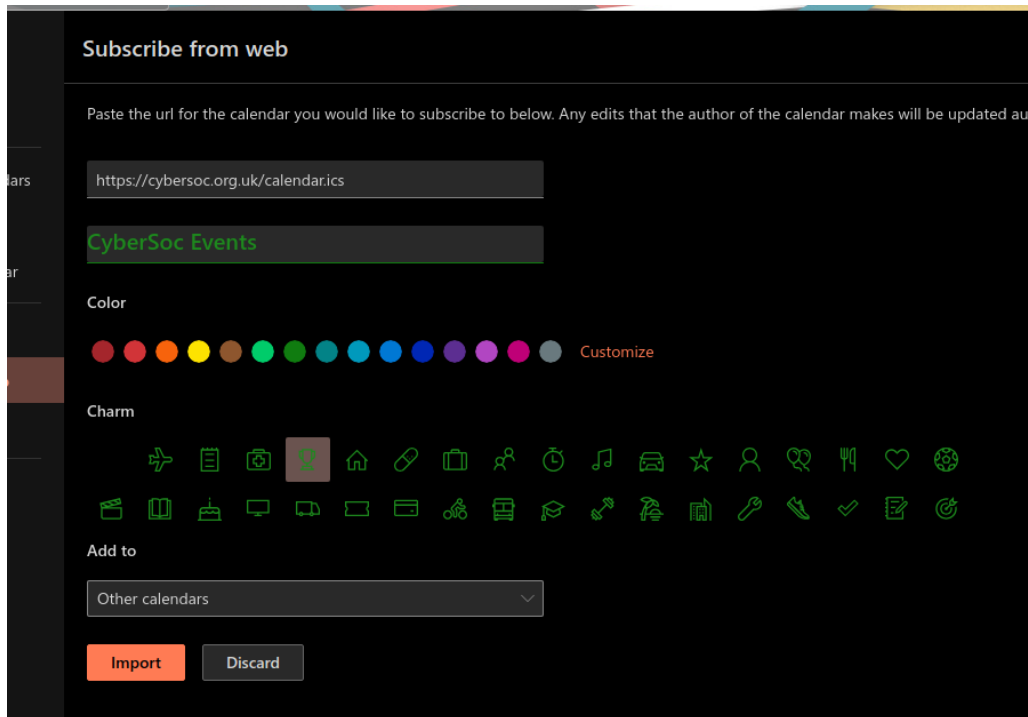 Subscribe from web
Paste the url for the calendar you would like to subscribe to below. Any edits that the author of the calendar makes will be updated au
lars
https://cybersoc.org.uk/calendar.ics
CyberSoc Events
ar
Color
Customize
Charm
Add to
Other calendars
Import Discard